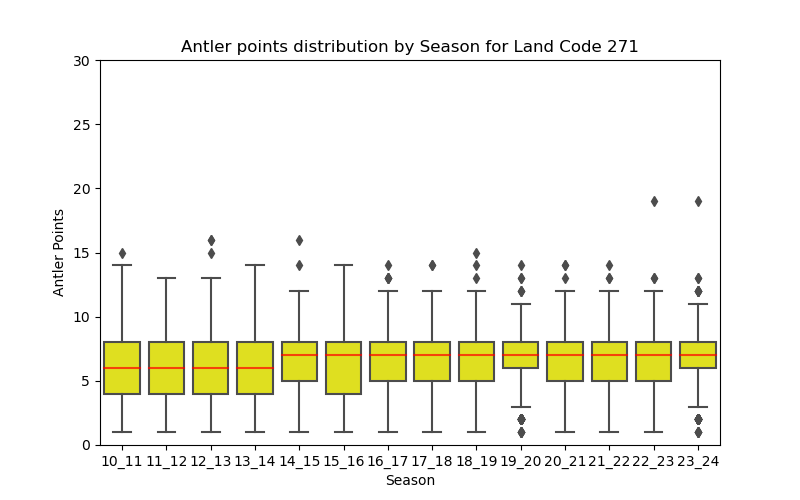 Antler points distribution by Season for Land Code 271
30
25
20
15
10
5
0
Antler Points
10_11 11_12 12_13 13_14 14_15 15_16 16_17 17_18 18_19 19_20 20_21 21_22 22_23 23_24
Season